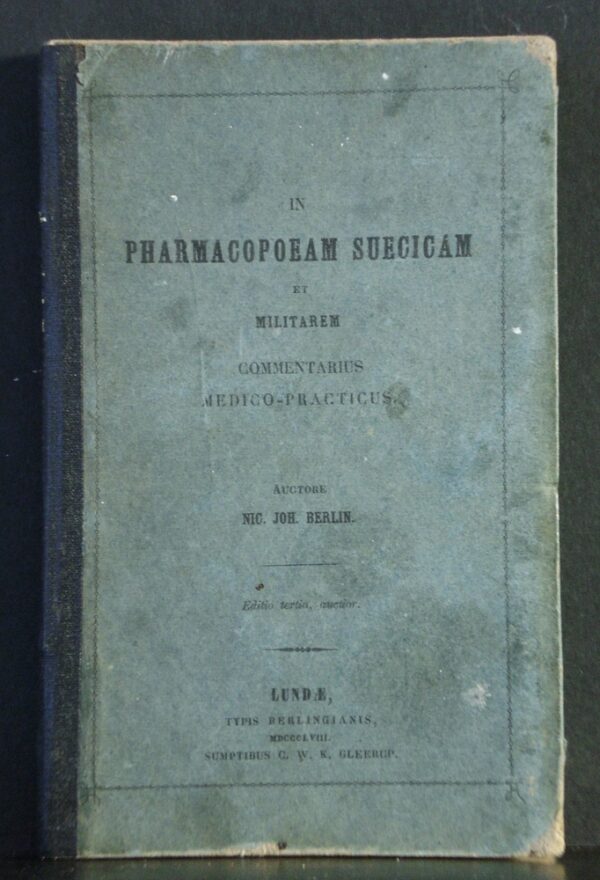 IN
PHARMACOPOEAM SUECICAM
ET
MILITAREM
COMMENTARIUS
MEDICO-PRACTICUS.
AUCTORE
NIC. JOH. BERLIN.
Editio tertia, auctior.
LUNDÆ,
TYPIS BERLINGIANIS,
MDCCCLVIII.
SUMPTIBUS C. W. K. GLEERUP.